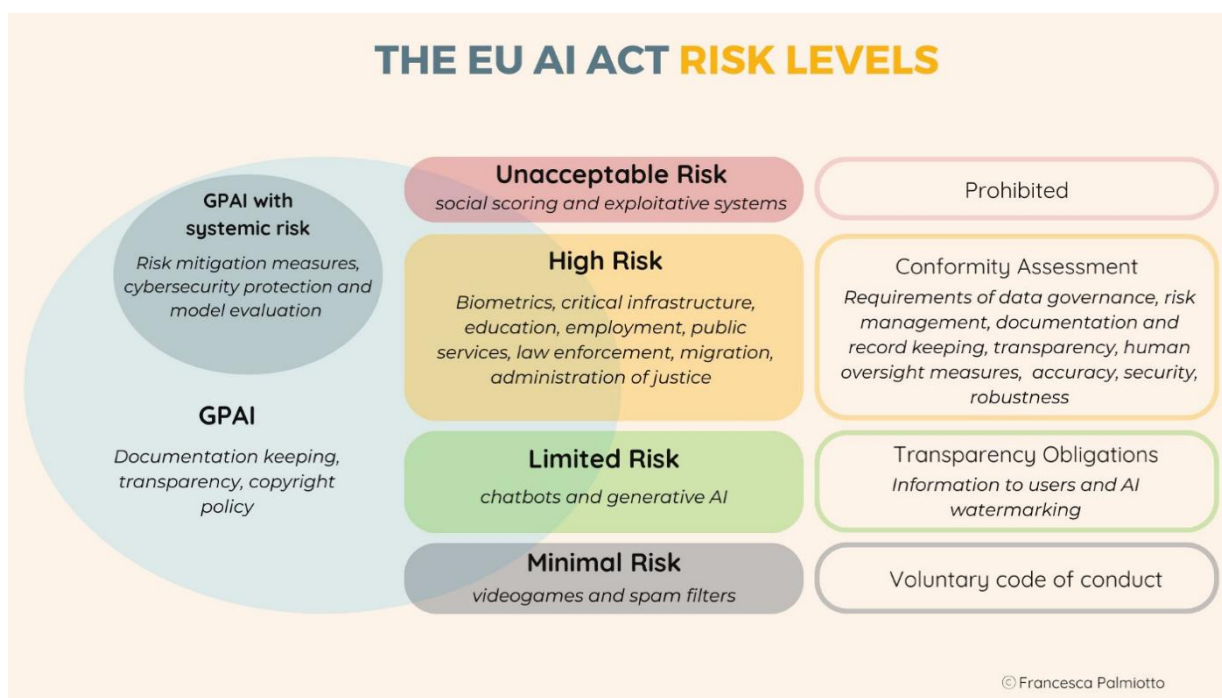 THE EU AI ACT RISK LEVELS
GPAI with
systemic risk
Risk mitigation measures,
cybersecurity protection and
model evaluation
GPAI
Documentation keeping,
transparency, copyright
policy
Unacceptable Risk
social scoring and exploitative systems
Prohibited
High Risk
Biometrics, critical infrastructure,
education, employment, public
services, law enforcement, migration,
administration of justice
Conformity Assessment
Requirements of data governance, risk
management, documentation and
record keeping, transparency, human
oversight measures, accuracy, security,
robustness
Limited Risk
chatbots and generative AI
Transparency Obligations
Information to users and AI
watermarking
Minimal Risk
videogames and spam filters
Voluntary code of conduct
© Francesca Palmiotto